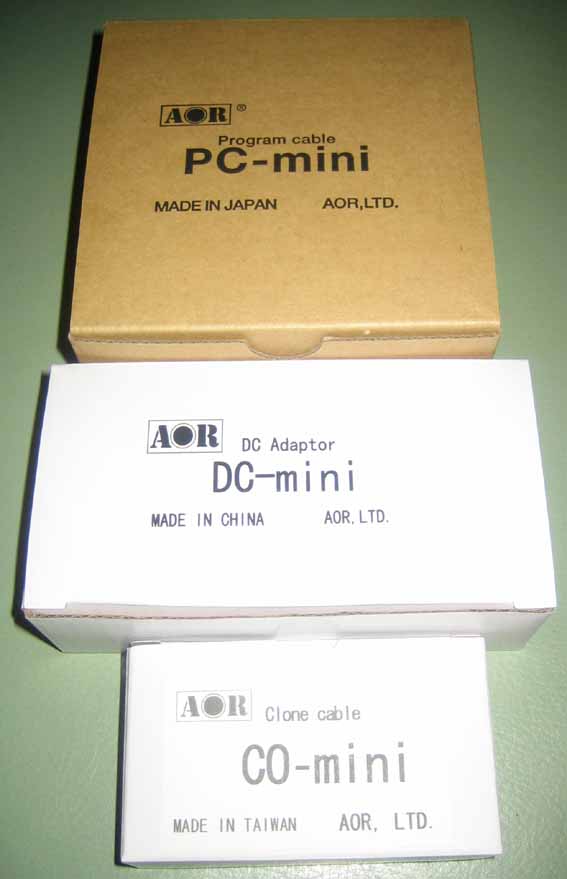 AOR ®
Program cable
PC-mini
MADE IN JAPAN AOR,LTD.
AOR DC Adaptor
DC-mini
MADE IN CHINA AOR,LTD.
AOR Clone cable
CO-mini
MADE IN TAIWAN AOR, LTD.